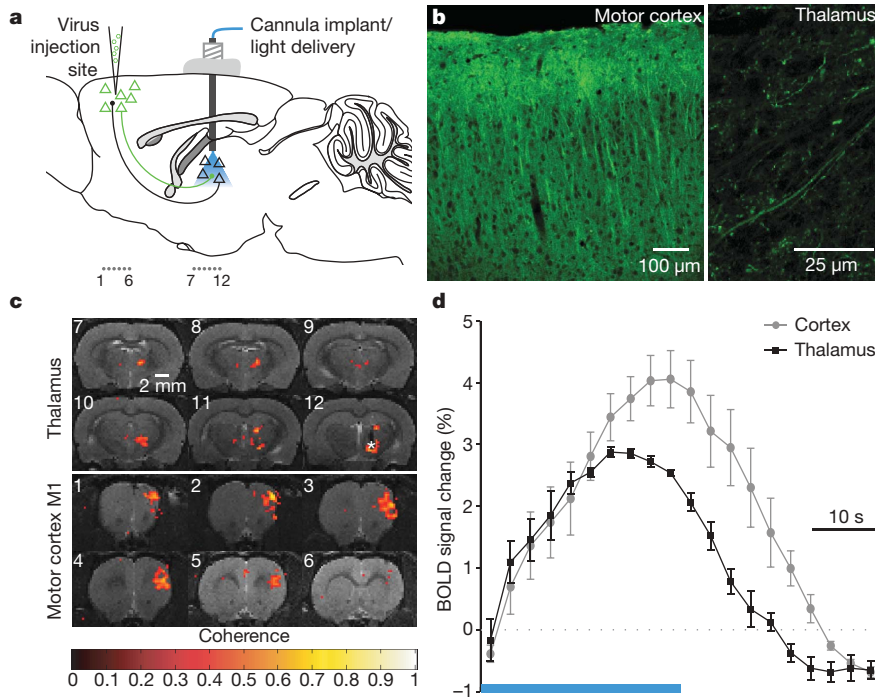 a
Virus
injection
site
Cannula implant/
light delivery
1 6 7 12
b
Motor cortex
100 µm
Thalamus
25 µm
c
Thalamus
7 8 9
2 mm
10 11 12
*
Motor cortex M1
1 2 3
4 5 6
Coherence
0 0.1 0.2 0.3 0.4 0.5 0.6 0.7 0.8 0.9 1
d
BOLD signal change (%)
5
4
3
2
1
0
−1
Cortex
Thalamus
10 s